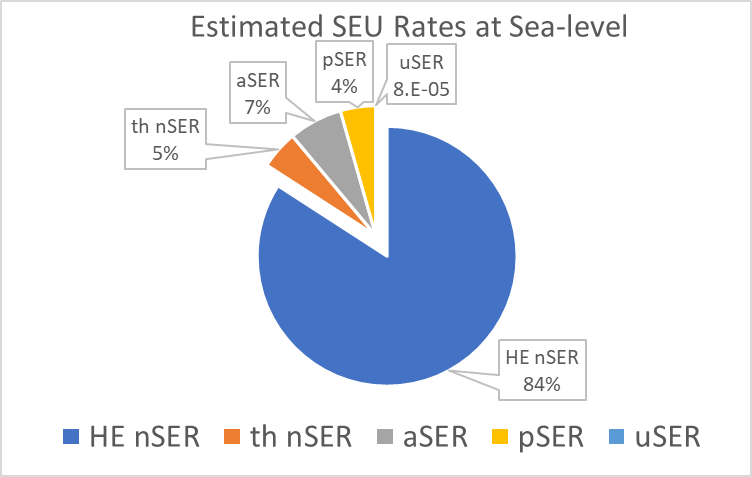 Estimated SEU Rates at Sea-level
pSER
4%
uSER
8.E-05
aSER
7%
th nSER
5%
HE nSER
84%
HE nSER th nSER aSER pSER uSER